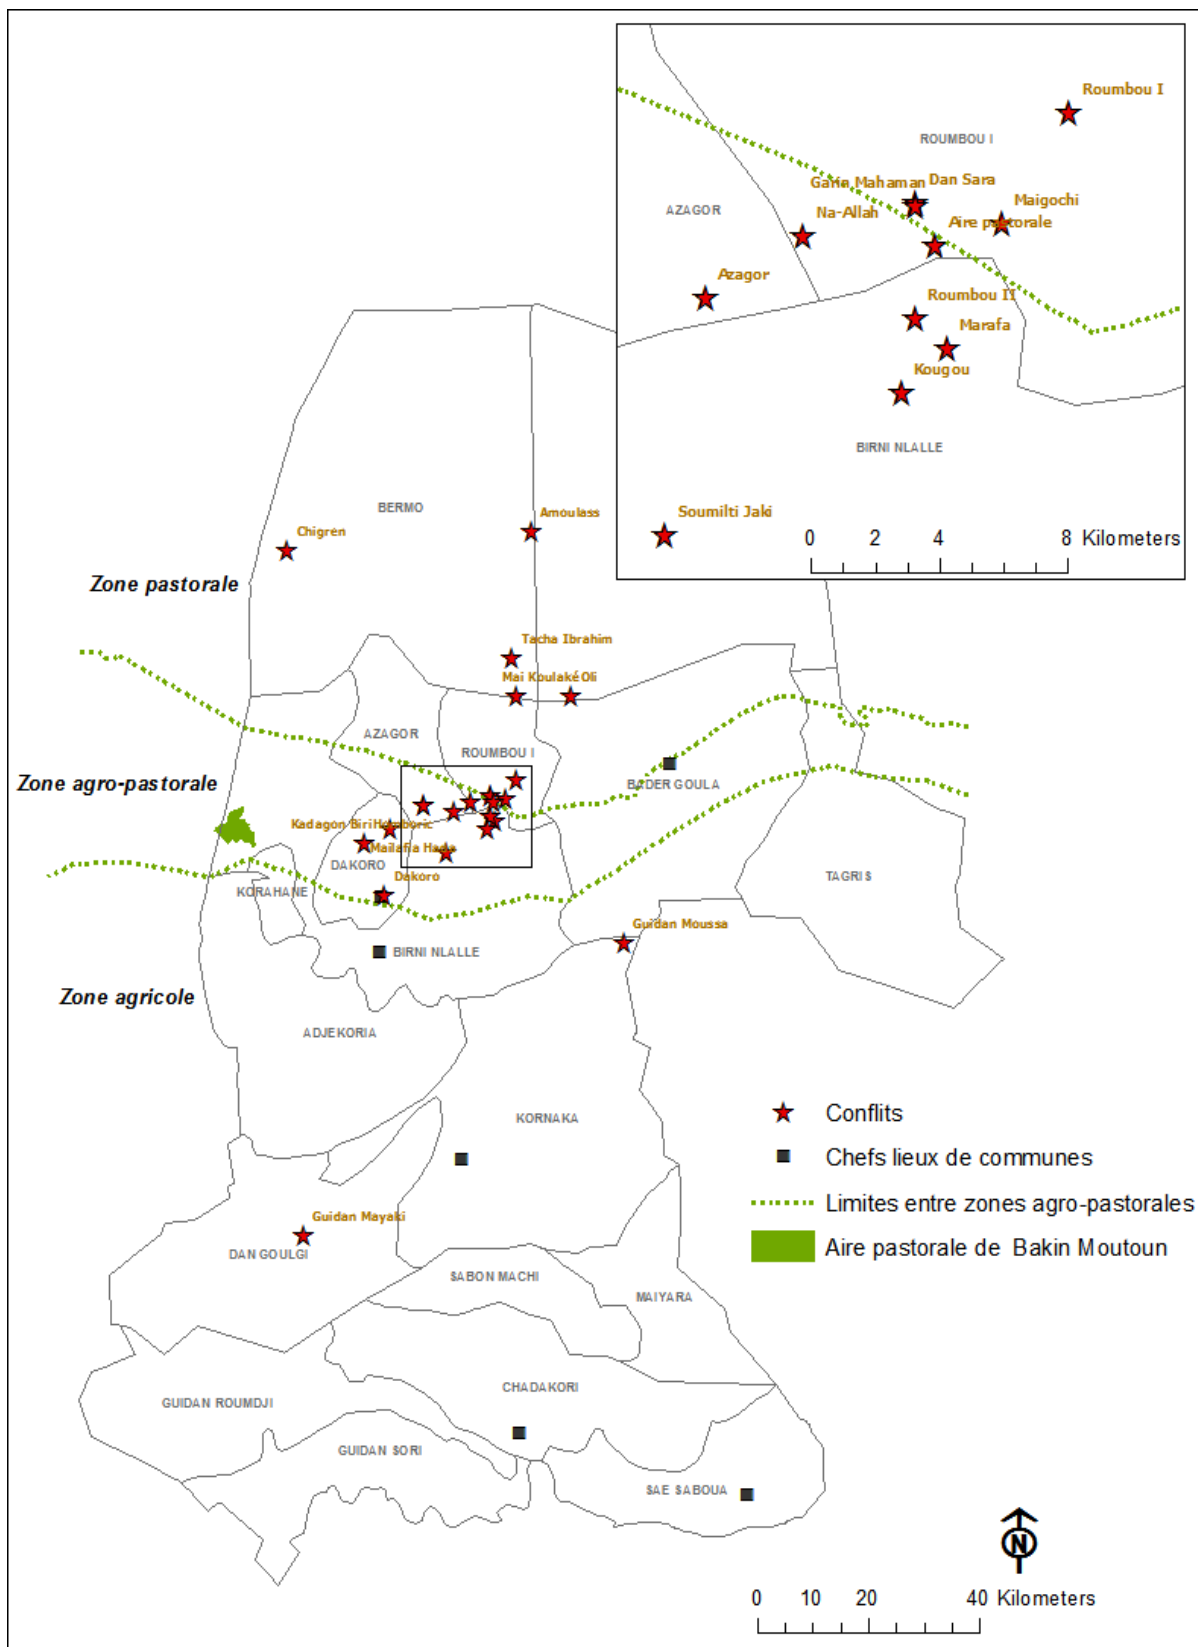 Roumbou I
ROUMBOU I
Garin Mahaman
Dan Sara
Maigochi
AZAGOR
Na-Allah
Aire pastorale
Azagor
Roumbou II
Marafa
Kougou
BIRNI NLALLE
Soumilti Jaki
0 2 4 8 Kilometers
BERMO
Amoulass
Chigren
Zone pastorale
Tacha Ibrahim
Mai Koulaké
Oli
AZAGOR
ROUMBOU I
Zone agro-pastorale
BADER GOULA
Kadagon Biri
Hamboric
Mailafia
DAKORO
Dakoro
KORAHANE
TAGRIS
Guidan Moussa
BIRNI NLALLE
Zone agricole
ADJEKORIA
Conflits
KORNAKA
Chefs lieux de communes
Limites entre zones agro-pastorales
Guidan Mayaki
Aire pastorale de Bakin Moutoun
DAN GOULGI
SABON MACHI
MAIYARA
CHADAKORI
GUIDAN ROUMDJI
GUIDAN SORI
SAE SABOUA
N
0 10 20 40 Kilometers